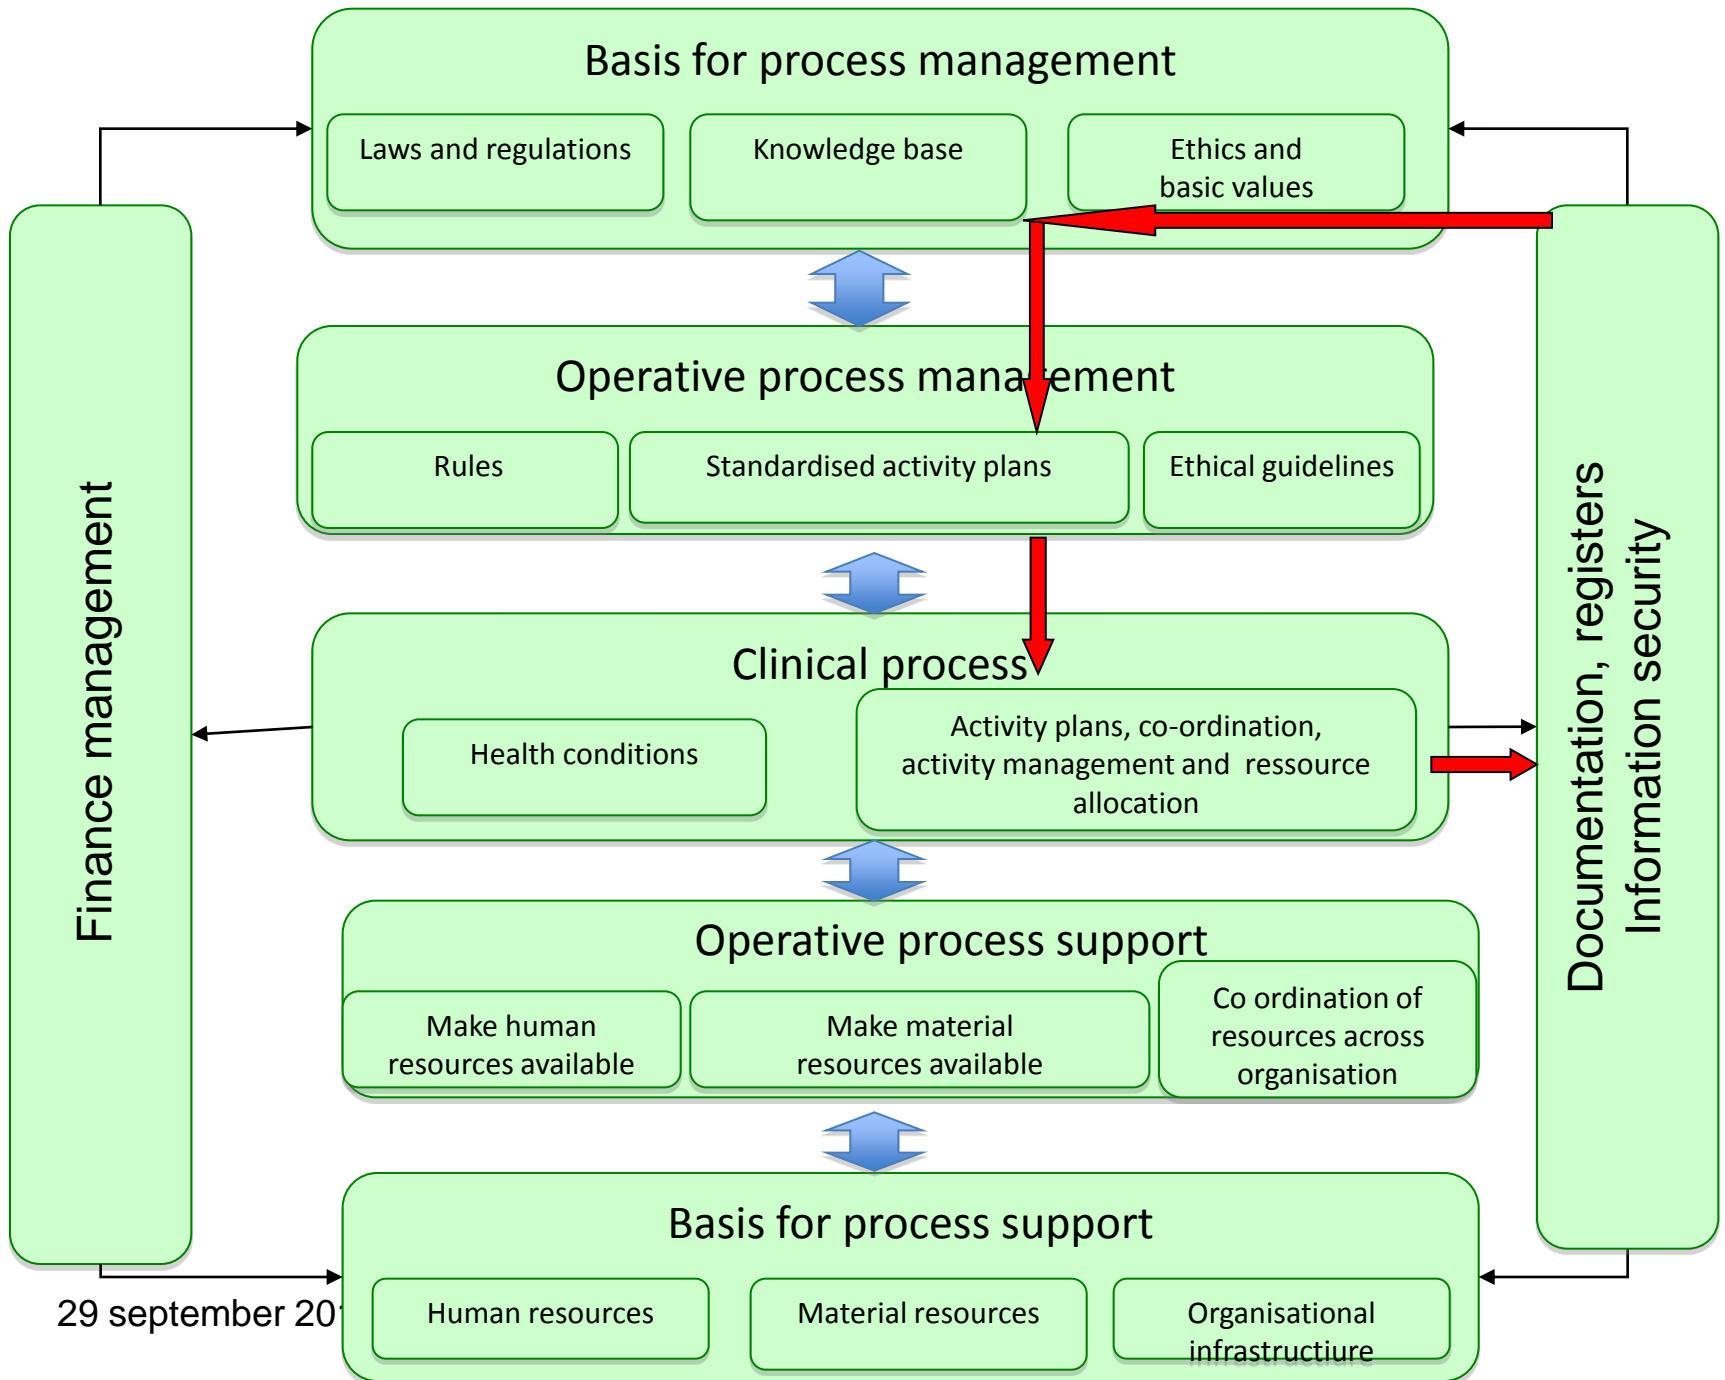 Basis for process management
Laws and regulations
Knowledge base
Ethics and
basic values
Finance management
Documentation, registers
Information security
Operative process management
Rules
Standardised activity plans
Ethical guidelines
Clinical process
Health conditions
Activity plans, co-ordination,
activity management and ressource
allocation
Operative process support
Make human
resources available
Make material
resources available
Co ordination of
resources across
organisation
Basis for process support
Human resources
Material resources
Organisational
infrastructiure
29 september